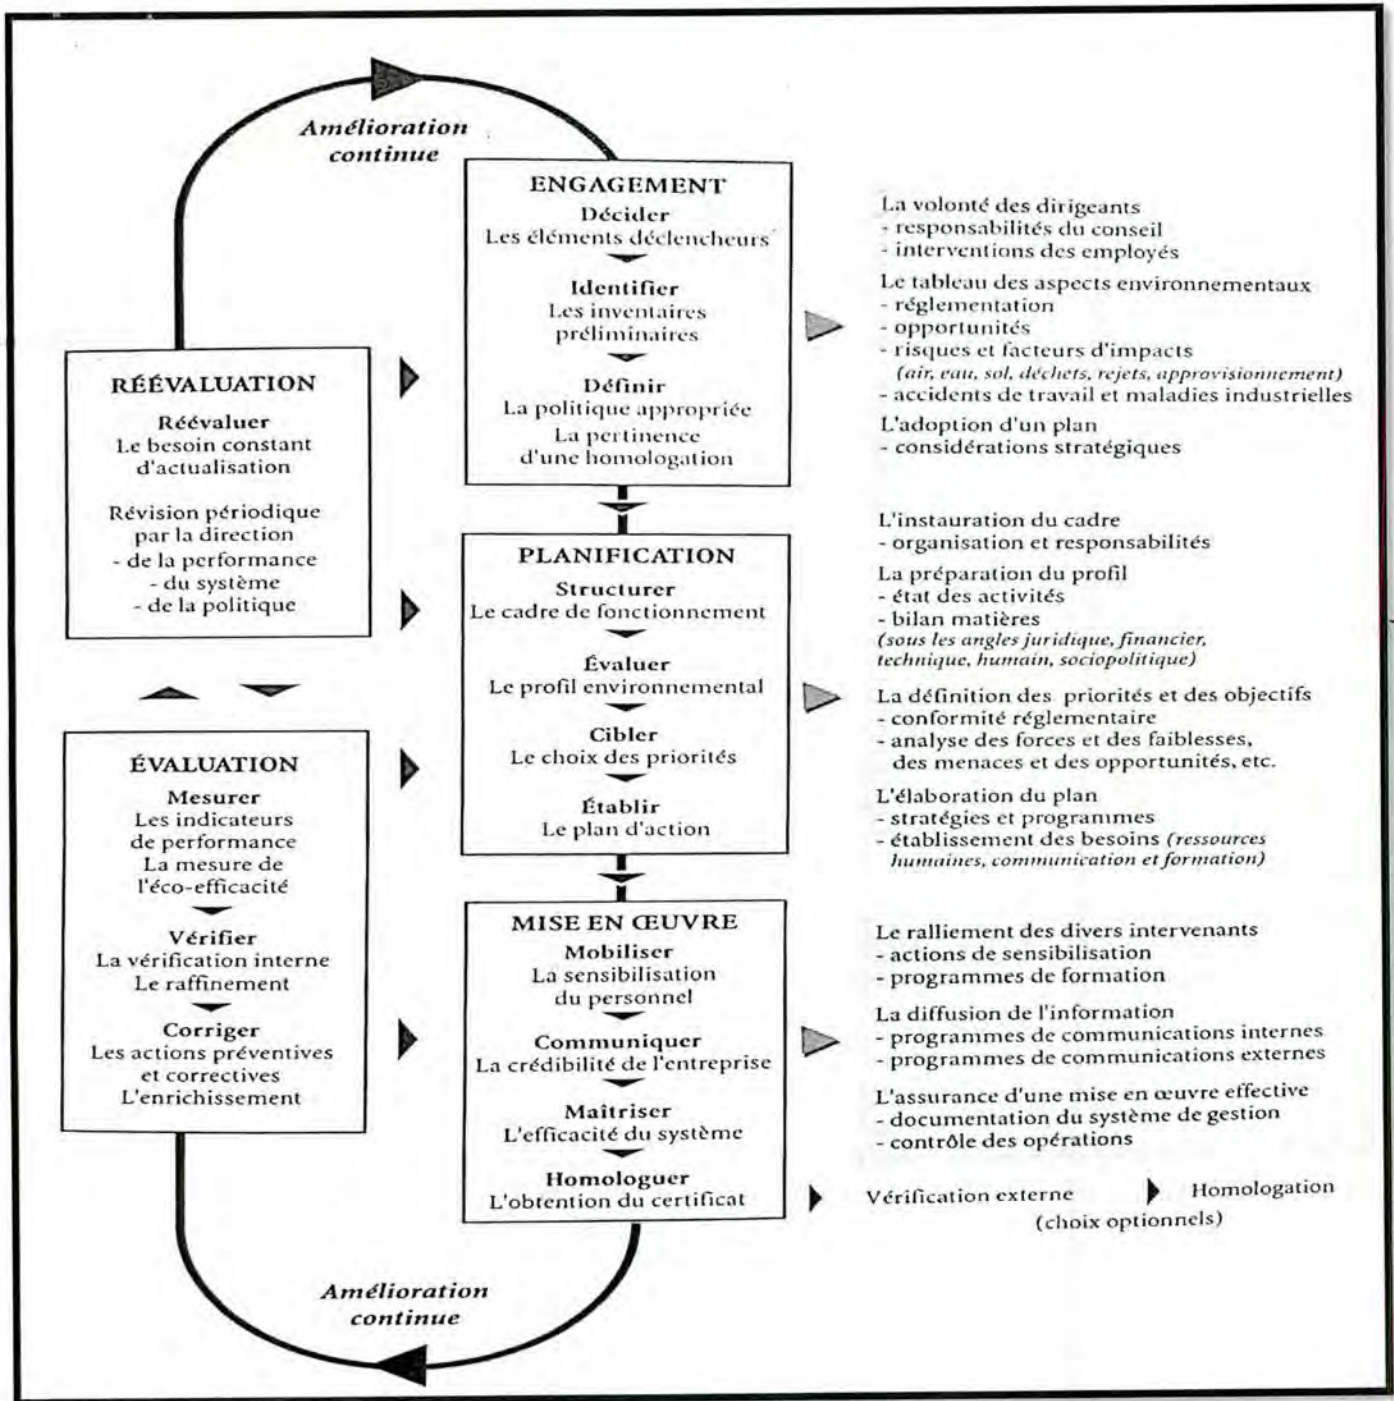 Amélioration
continue
ENGAGEMENT
Décider
Les éléments déclencheurs
Identifier
Les inventaires
préliminaires
Définir
La politique appropriée
La pertinence
d'une homologation
La volonté des dirigeants
- responsabilités du conseil
- interventions des employés
Le tableau des aspects environnementaux
- réglementation
- opportunités
- risques et facteurs d'impacts
(air, eau, sol, déchets, rejets, approvisionnement)
- accidents de travail et maladies industrielles
L'adoption d'un plan
- considérations stratégiques
RÉÉVALUATION
Réévaluer
Le besoin constant
d'actualisation
Révision périodique
par la direction
- de la performance
- du système
- de la politique
PLANIFICATION
Structurer
Le cadre de fonctionnement
Évaluer
Le profil environnemental
Cibler
Le choix des priorités
Établir
Le plan d'action
L'instauration du cadre
- organisation et responsabilités
La préparation du profil
- état des activités
- bilan matières
(sous les angles juridique, financier,
technique, humain, sociopolitique)
La définition des priorités et des objectifs
- conformité réglementaire
- analyse des forces et des faiblesses,
des menaces et des opportunités, etc.
L'élaboration du plan
- stratégies et programmes
- établissement des besoins (ressources
humaines, communication et formation)
ÉVALUATION
Mesurer
Les indicateurs
de performance
La mesure de
l'éco-efficacité
Vérifier
La vérification interne
Le raffinement
Corriger
Les actions préventives
et correctives
L'enrichissement
MISE EN ŒUVRE
Mobiliser
La sensibilisation
du personnel
Communiquer
La crédibilité de l'entreprise
Maîtriser
L'efficacité du système
Homologuer
L'obtention du certificat
Le ralliement des divers intervenants
- actions de sensibilisation
- programmes de formation
La diffusion de l'information
- programmes de communications internes
- programmes de communications externes
L'assurance d'une mise en œuvre effective
- documentation du système de gestion
- contrôle des opérations
Vérification externe Homologation
(choix optionnels)
Amélioration
continue